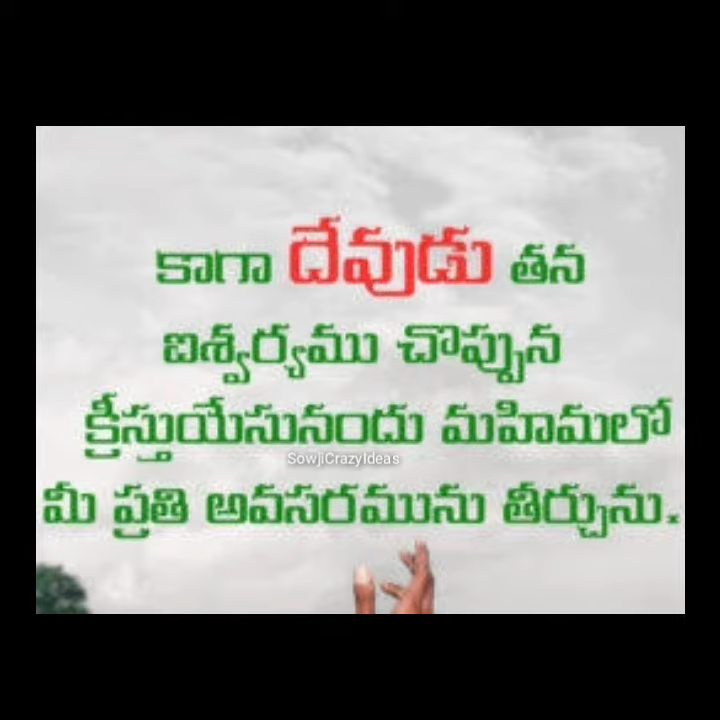 కాగా దేవుడు తన
ఐశ్వర్యము చొప్పున
క్రీస్తుయేసునందు మహిమలో
SowjiCrazyIdeas
మీ ప్రతి అవసరమును తీర్చును.